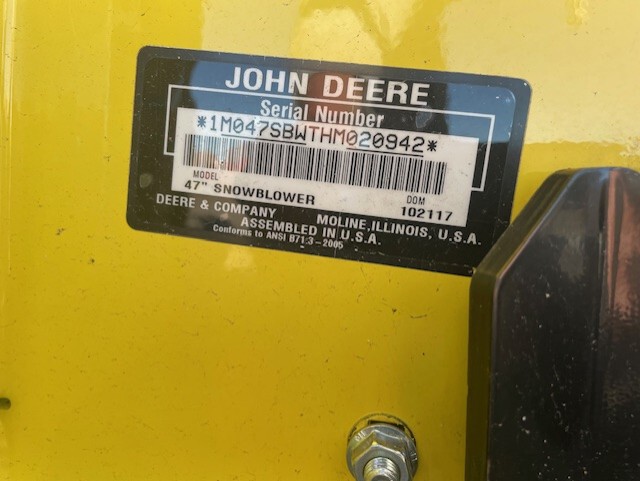 JOHN DEERE
Serial Number
*1M047SBWTHM020942*
MODEL DOM
47" SNOWBLOWER 102117
DEERE & COMPANY MOLINE, ILLINOIS, U.S.A.
ASSEMBLED IN U.S.A.
Conforms to ANSI B71.3-2005